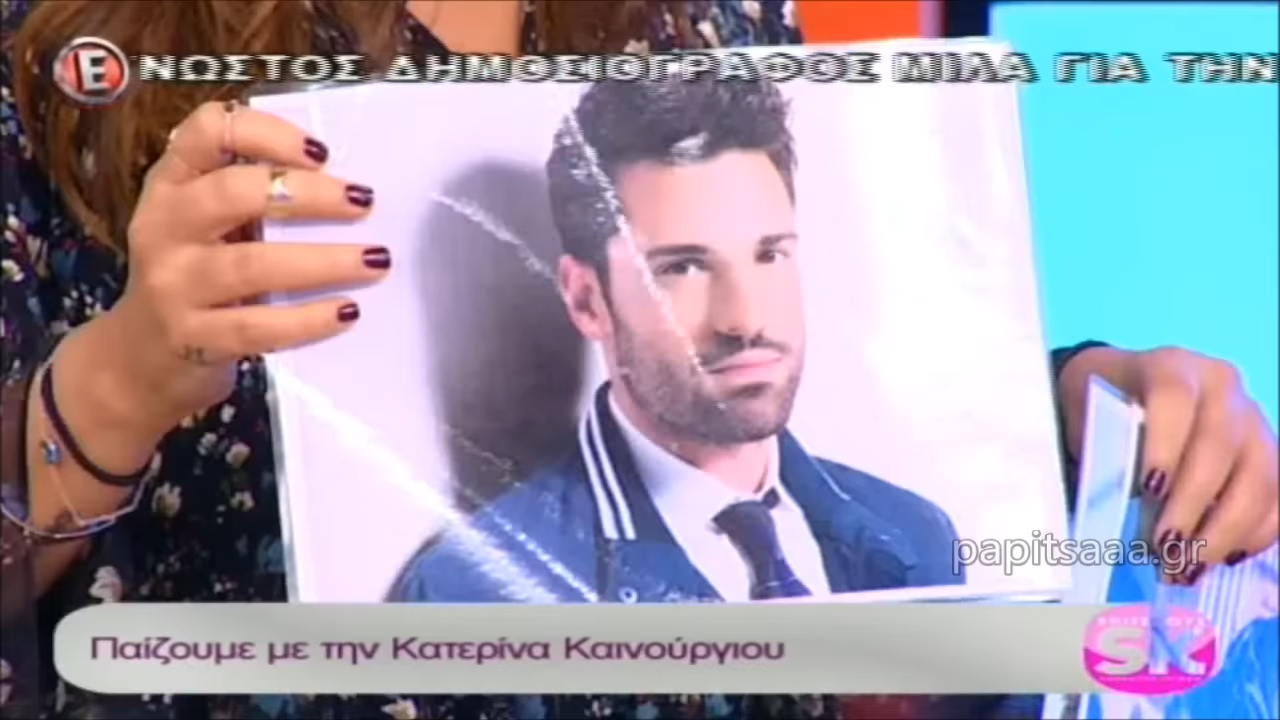 E ΝΩΣΤΟΣ ΔΗΜΟΣΙΟΓΡΑΦΟΣ ΜΙΛΑ ΓΙΑ ΤΗΝ
papitsaaa.gr
Παίζουμε με την Κατερίνα Καινούργιου
SK